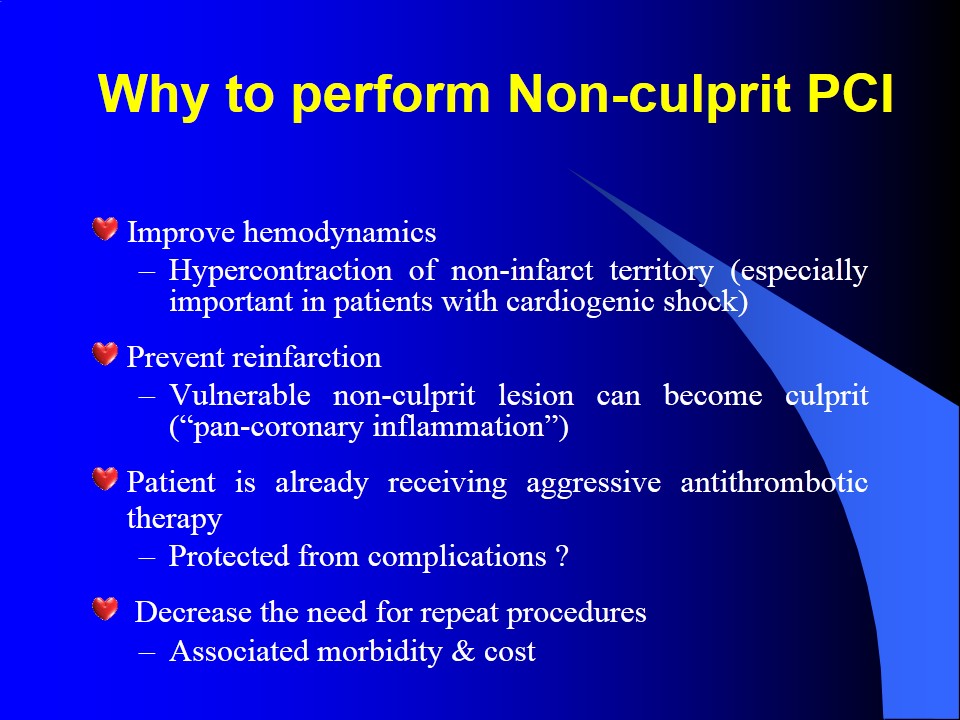 Why to perform Non-culprit PCI
Improve hemodynamics
– Hypercontraction of non-infarct territory (especially
important in patients with cardiogenic shock)
Prevent reinfarction
– Vulnerable non-culprit lesion can become culprit
(“pan-coronary inflammation”)
Patient is already receiving aggressive antithrombotic
therapy
– Protected from complications ?
Decrease the need for repeat procedures
– Associated morbidity & cost